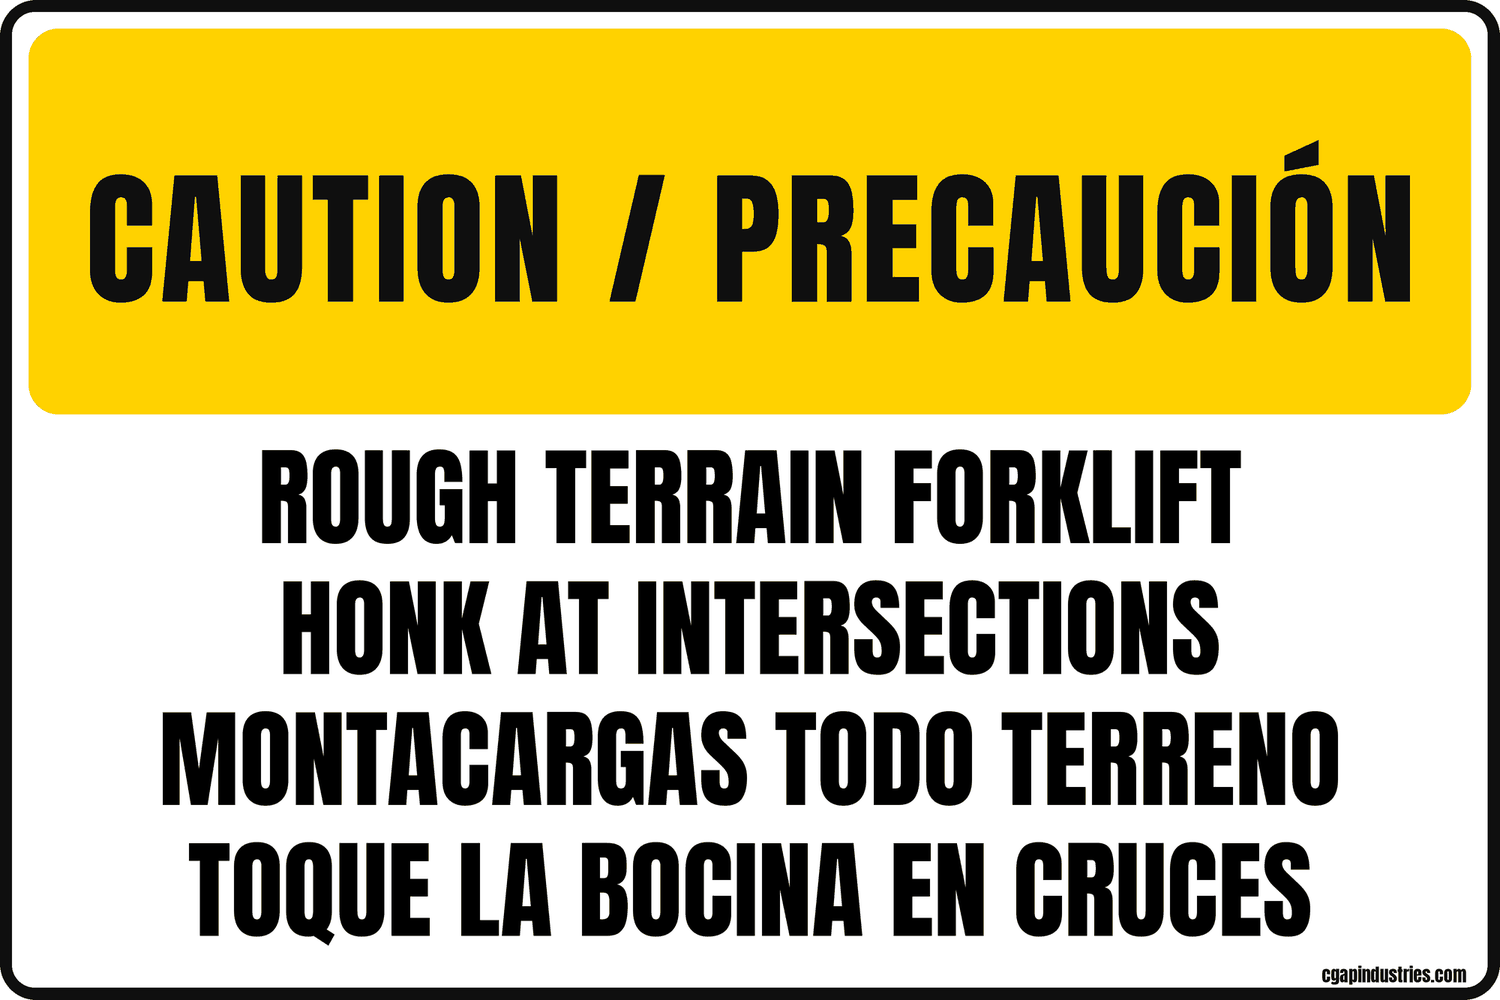 CAUTION / PRECAUCIÓN
ROUGH TERRAIN FORKLIFT
HONK AT INTERSECTIONS
MONTACARGAS TODO TERRENO
TOQUE LA BOCINA EN CRUCES
cgapindustries.com